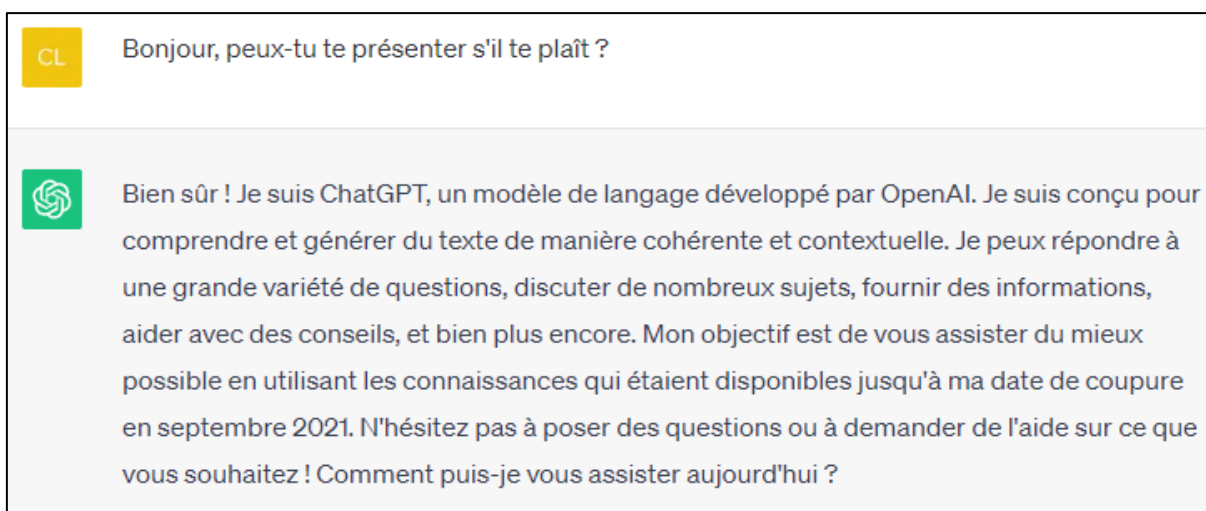 CL
Bonjour, peux-tu te présenter s'il te plaît ?
Bien sûr ! Je suis ChatGPT, un modèle de langage développé par OpenAI. Je suis conçu pour
comprendre et générer du texte de manière cohérente et contextuelle. Je peux répondre à
une grande variété de questions, discuter de nombreux sujets, fournir des informations,
aider avec des conseils, et bien plus encore. Mon objectif est de vous assister du mieux
possible en utilisant les connaissances qui étaient disponibles jusqu'à ma date de coupure
en septembre 2021. N'hésitez pas à poser des questions ou à demander de l'aide sur ce que
vous souhaitez ! Comment puis-je vous assister aujourd'hui ?